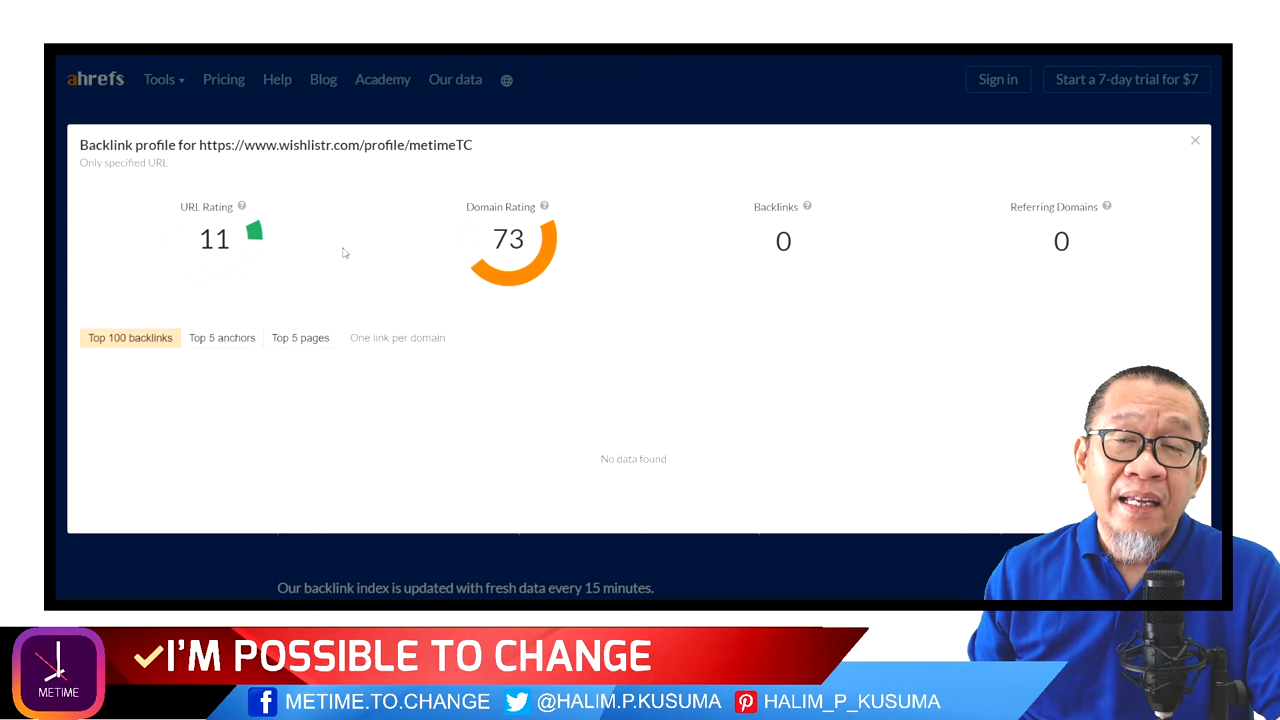 ahrefs Tools Pricing Help Blog Academy Our data Sign in Start a 7-day trial for $7
Backlink profile for https://www.wishlistr.com/profile/metimeTC
Only specified URL
URL Rating ? Domain Rating ? Backlinks ? Referring Domains ?
11 73 0 0
Top 100 backlinks Top 5 anchors Top 5 pages One link per domain
No data found
Our backlink index is updated with fresh data every 15 minutes.
I'M POSSIBLE TO CHANGE
METIME
METIME.TO.CHANGE @HALIM.P.KUSUMA HALIM_P_KUSUMA